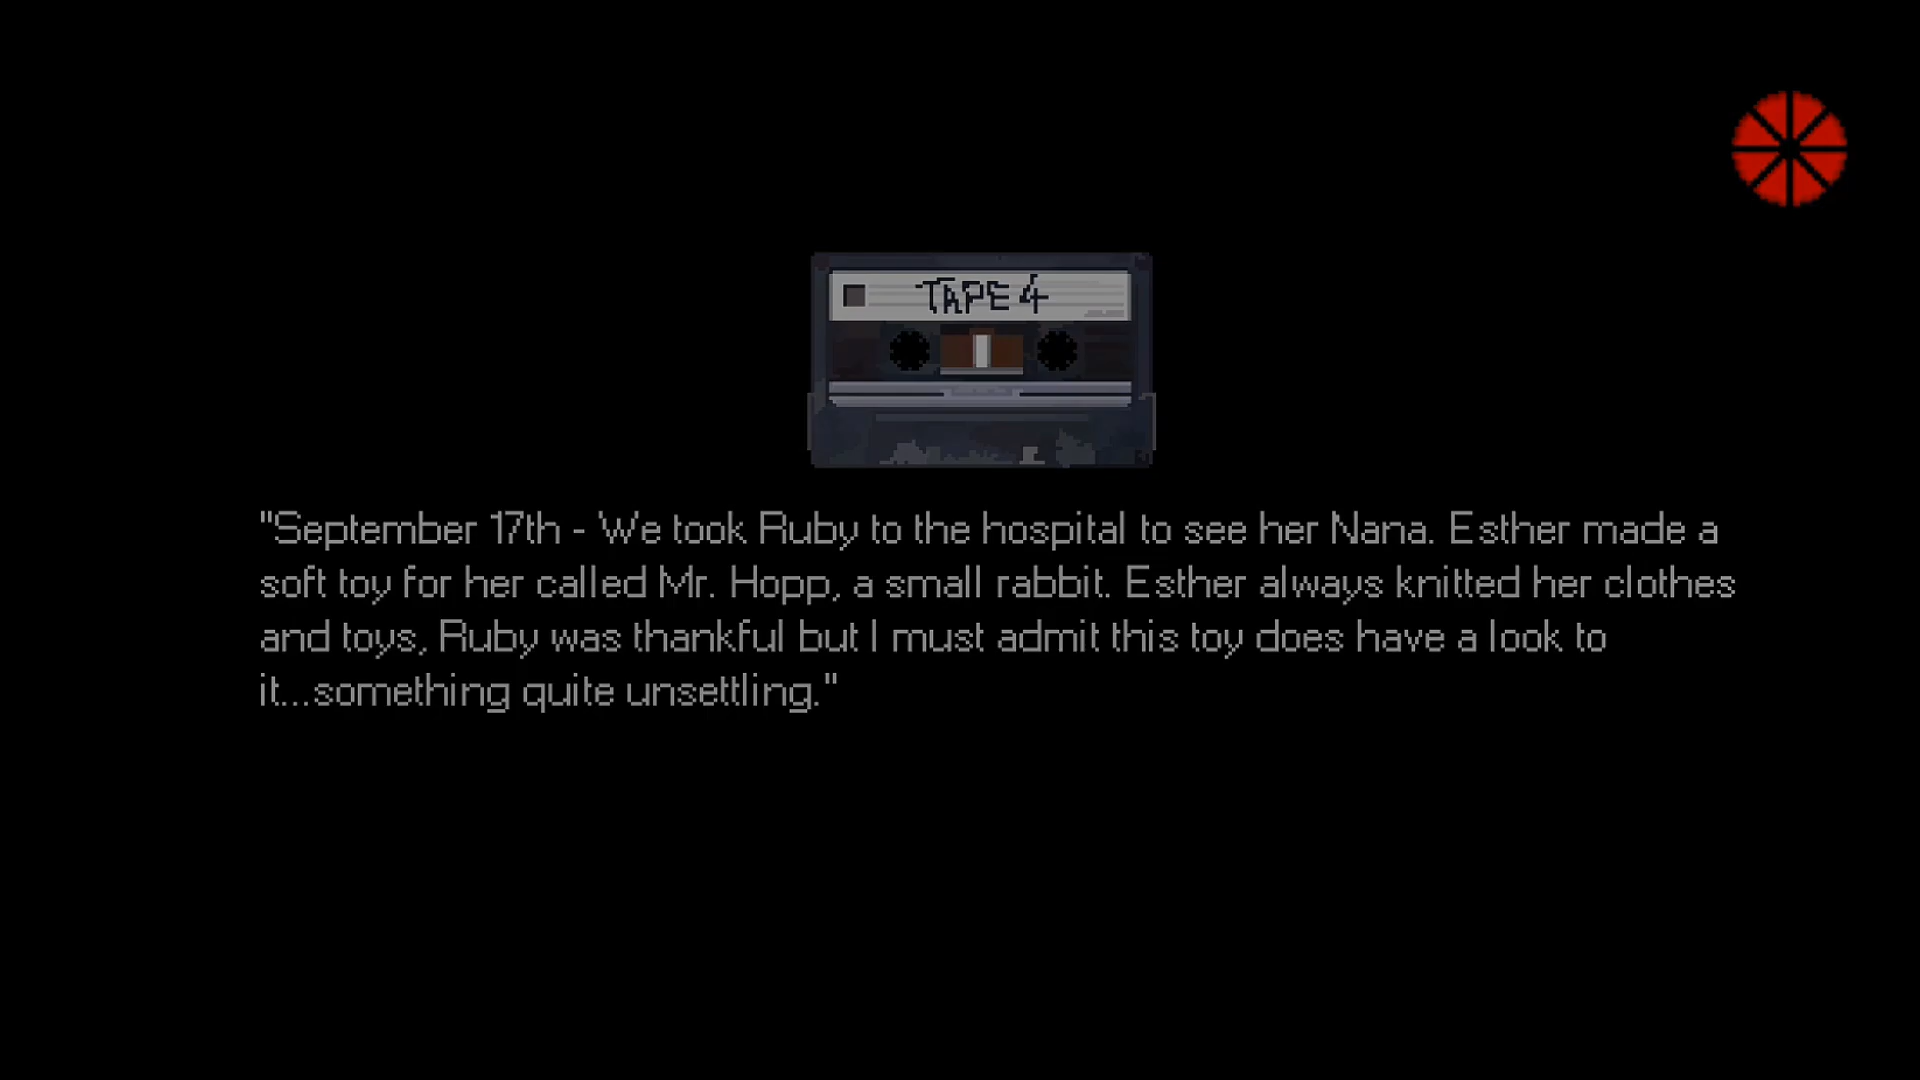 TAPE 4
"September 17th - We took Ruby to the hospital to see her Nana. Esther made a
soft toy for her called Mr. Hopp, a small rabbit. Esther always knitted her clothes
and toys, Ruby was thankful but I must admit this toy does have a look to
it...something quite unsettling."